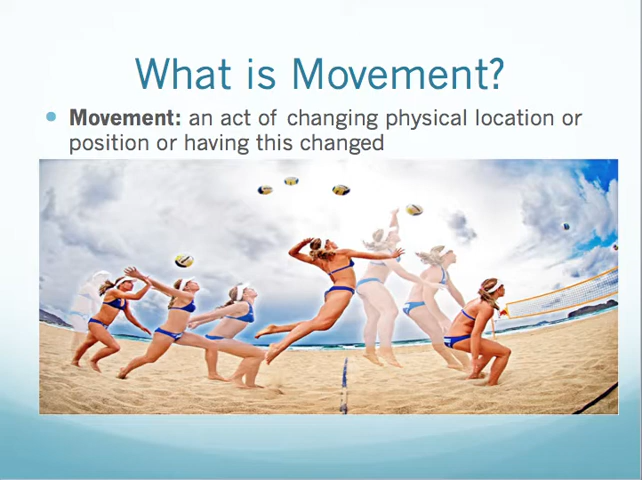 What is Movement?
Movement: an act of changing physical location or
position or having this changed